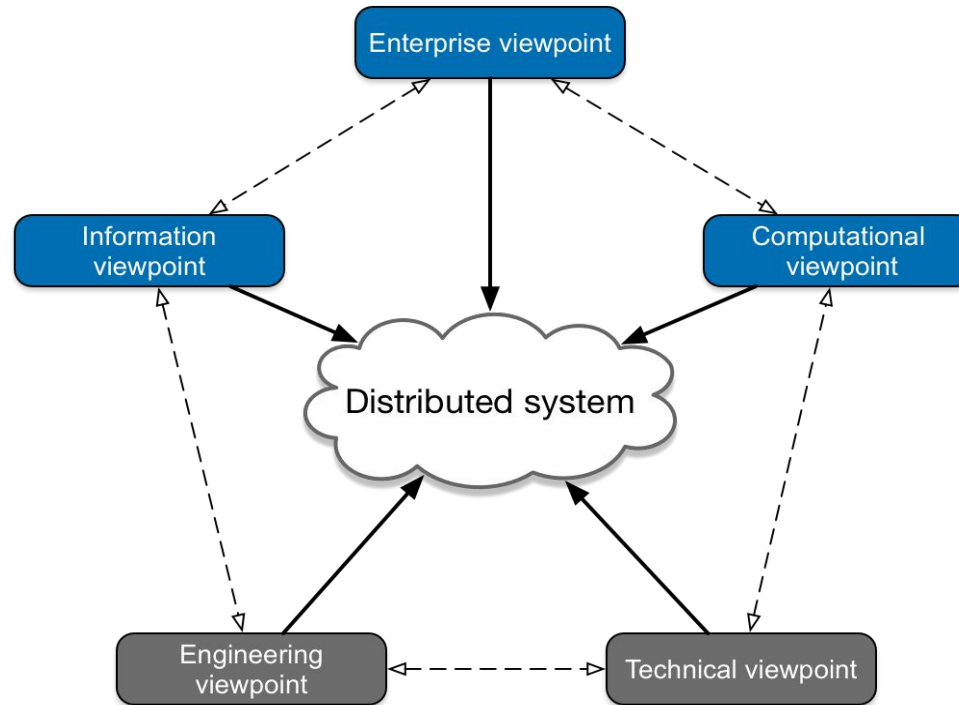 Enterprise viewpoint
Information
viewpoint
Computational
viewpoint
Distributed system
Engineering
viewpoint
Technical viewpoint